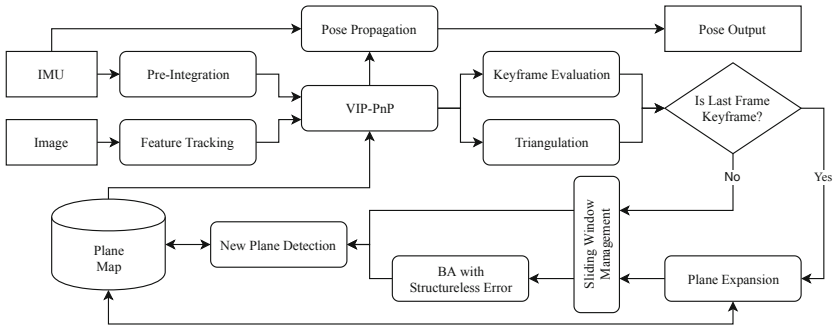 Pose Propagation
Pose Output
IMU
Pre-Integration
Keyframe Evaluation
VIP-PnP
Is Last Frame
Keyframe?
Image
Feature Tracking
Triangulation
No
Yes
Plane
Map
New Plane Detection
BA with
Structureless Error
Sliding Window
Management
Plane Expansion